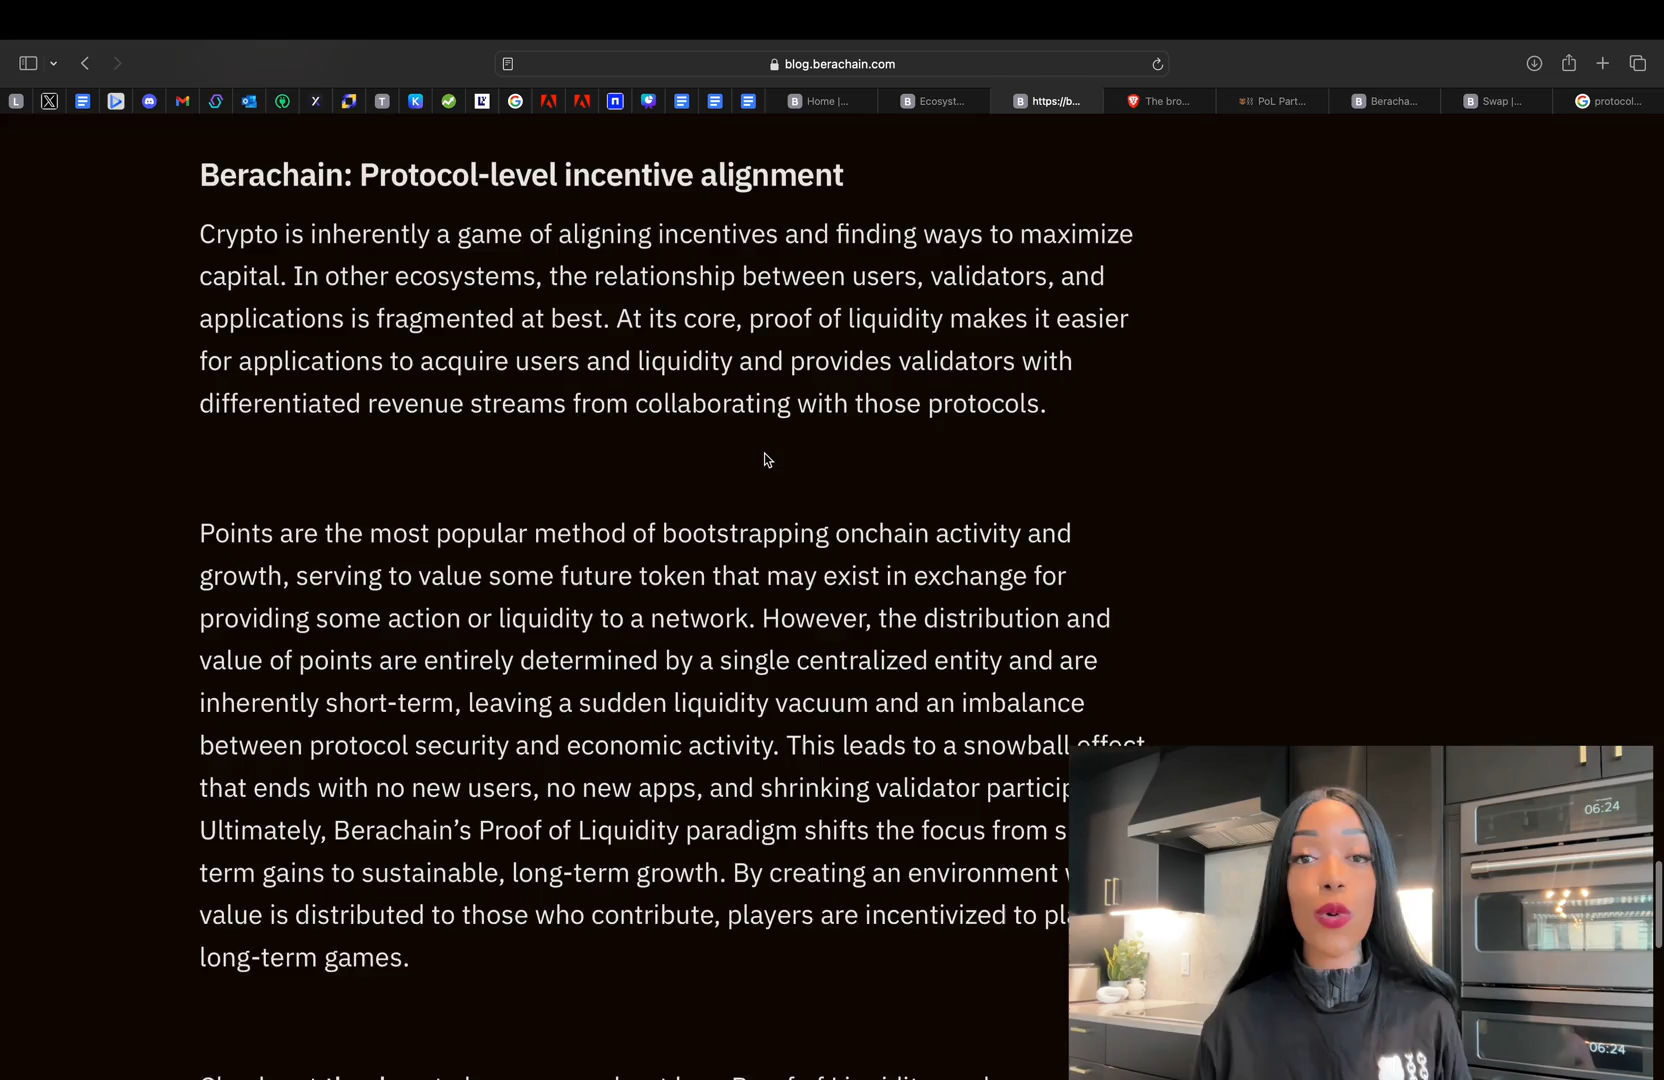 blog.berachain.com
L
T
K
Home |...
Ecosyst...
https://b...
The bro...
PoL Part...
Beracha...
Swap |...
protocol...
Berachain: Protocol-level incentive alignment
Crypto is inherently a game of aligning incentives and finding ways to maximize
capital. In other ecosystems, the relationship between users, validators, and
applications is fragmented at best. At its core, proof of liquidity makes it easier
for applications to acquire users and liquidity and provides validators with
differentiated revenue streams from collaborating with those protocols.
Points are the most popular method of bootstrapping onchain activity and
growth, serving to value some future token that may exist in exchange for
providing some action or liquidity to a network. However, the distribution and
value of points are entirely determined by a single centralized entity and are
inherently short-term, leaving a sudden liquidity vacuum and an imbalance
between protocol security and economic activity. This leads to a snowball effect
that ends with no new users, no new apps, and shrinking validator
Ultimately, Berachain’s Proof of Liquidity paradigm shifts the focus from
term gains to sustainable, long-term growth. By creating an environment
value is distributed to those who contribute, players are incentivized to
long-term games.
06:24
06:24